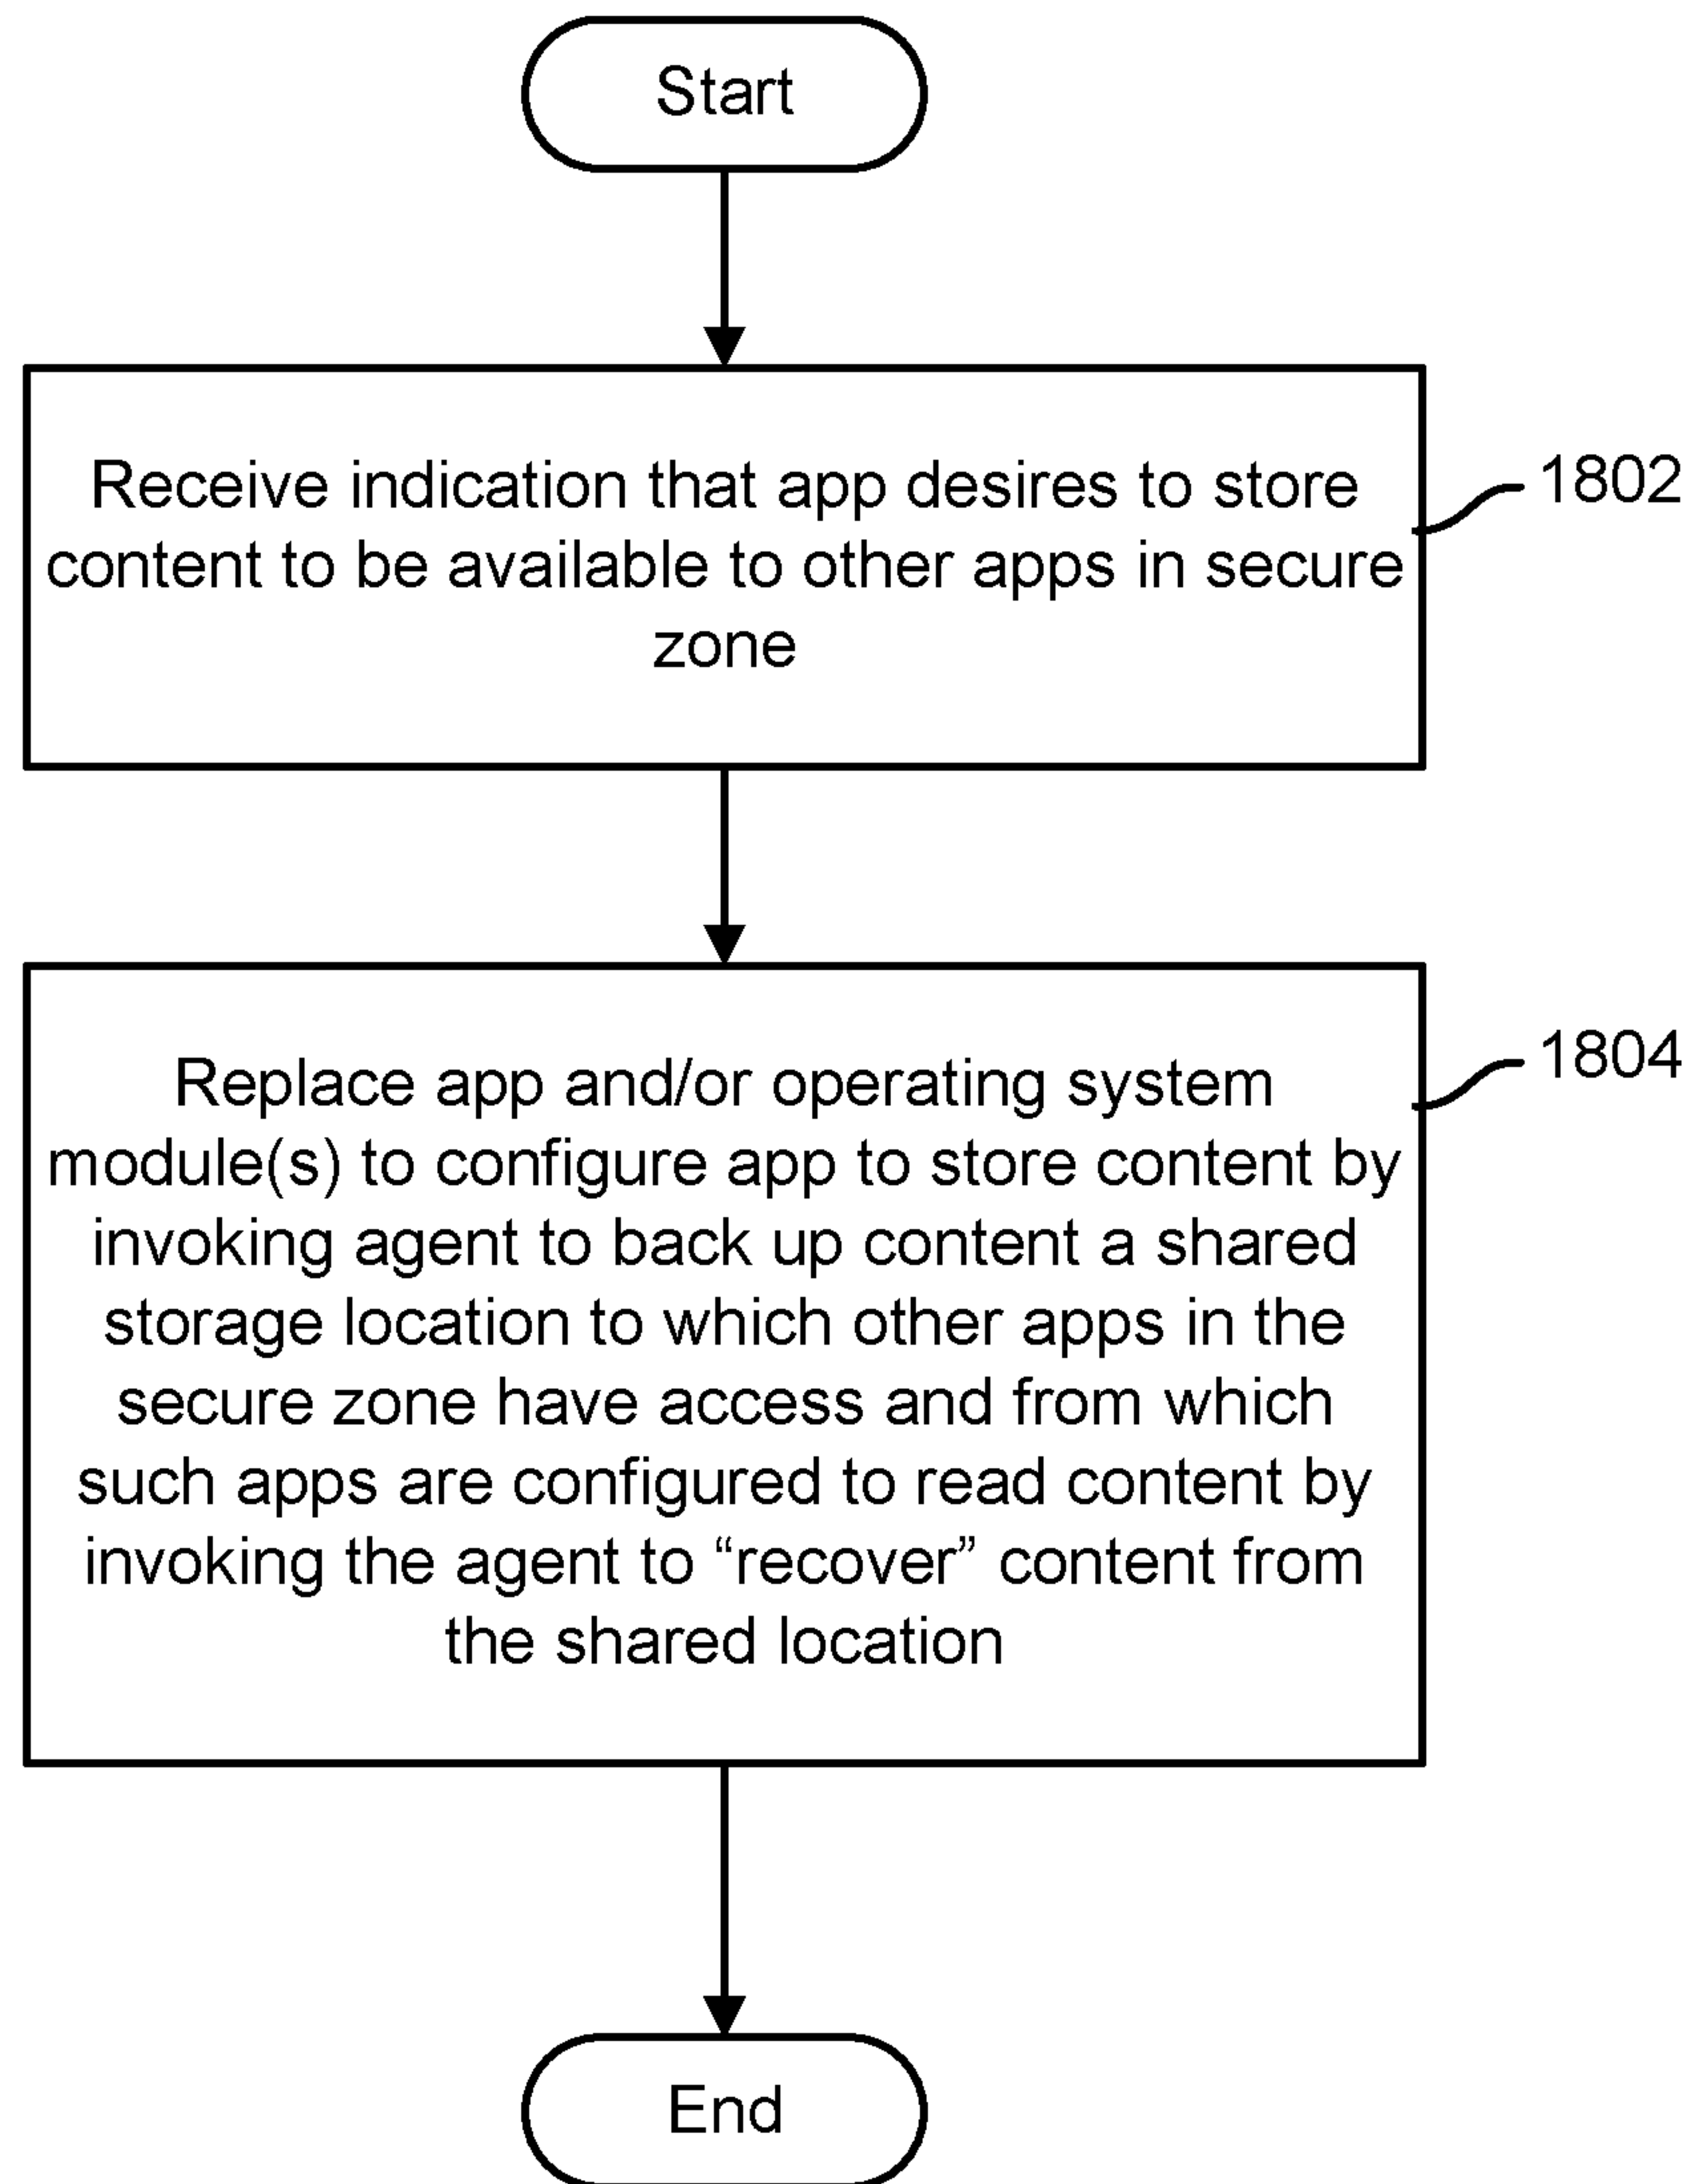 Start
Receive indication that app desires to store
content to be available to other apps in secure
zone
1802
Replace app and/or operating system
module(s) to configure app to store content by
invoking agent to back up content a shared
storage location to which other apps in the
secure zone have access and from which
such apps are configured to read content by
invoking the agent to “recover” content from
the shared location
1804
End